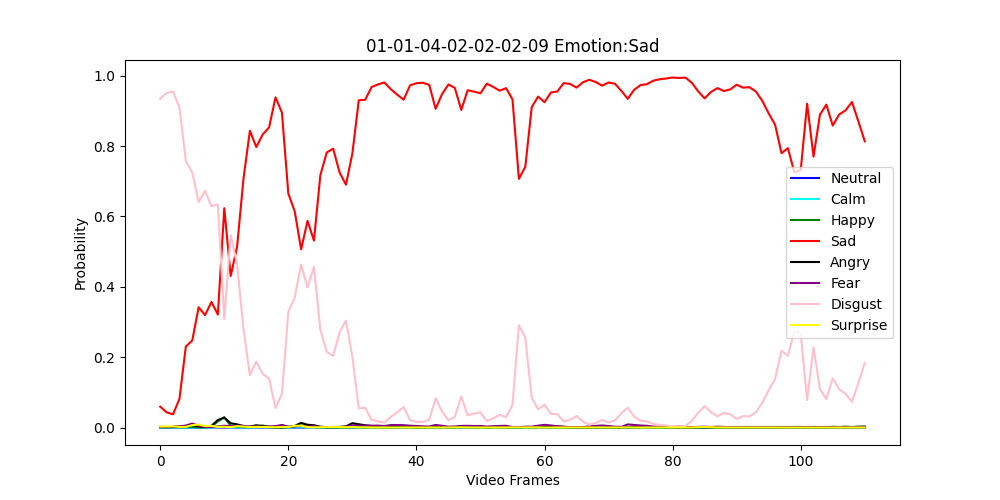 01-01-04-02-02-02-09 Emotion:Sad
1.0
0.8
0.6
0.4
0.2
0.0
Probability
0 20 40 60 80 100
Video Frames
Neutral
Calm
Happy
Sad
Angry
Fear
Disgust
Surprise